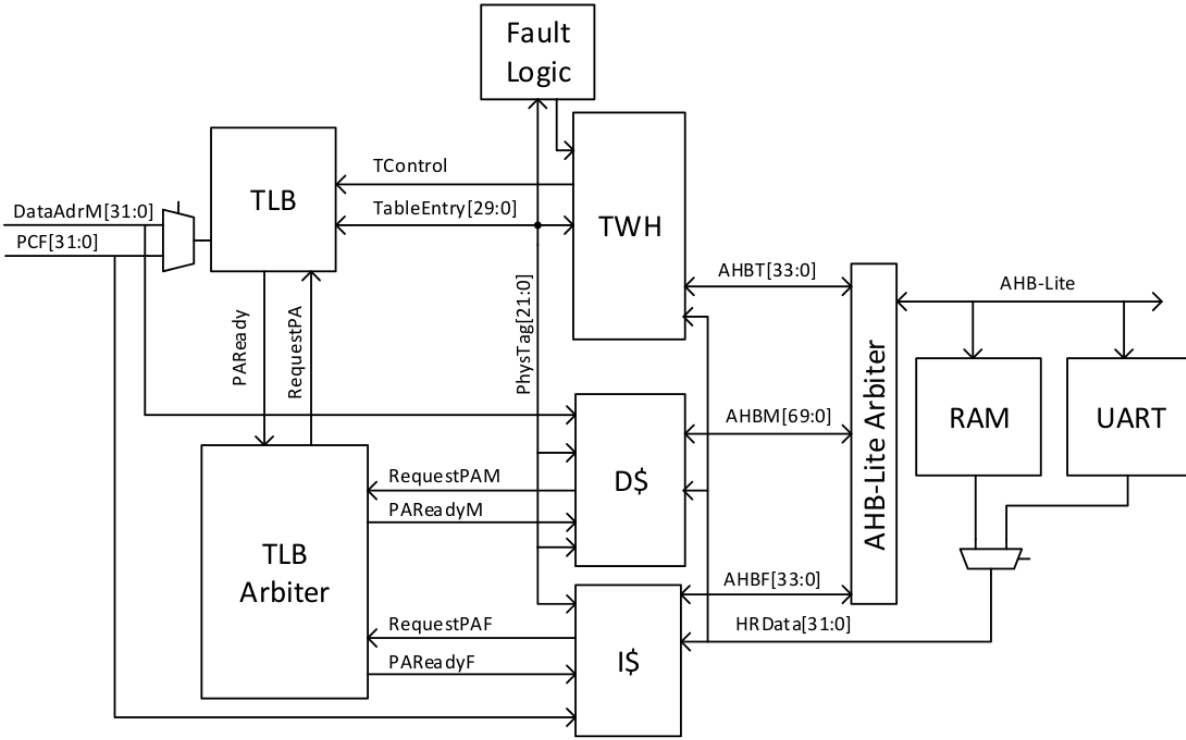 Fault
Logic
TControl
TLB
TableEntry[29:0]
TWH
DataAdrM[31:0]
PCF[31:0]
AHBT[33:0]
AHB-Lite
PAReady
RequestPA
PhysTag[21:0]
AHB-Lite Arbiter
RAM
UART
AHBM[69:0]
RequestPAM
D$
PAReadyM
TLB
Arbiter
AHBF[33:0]
RequestPAF
HRData[31:0]
PAReadyF
I$